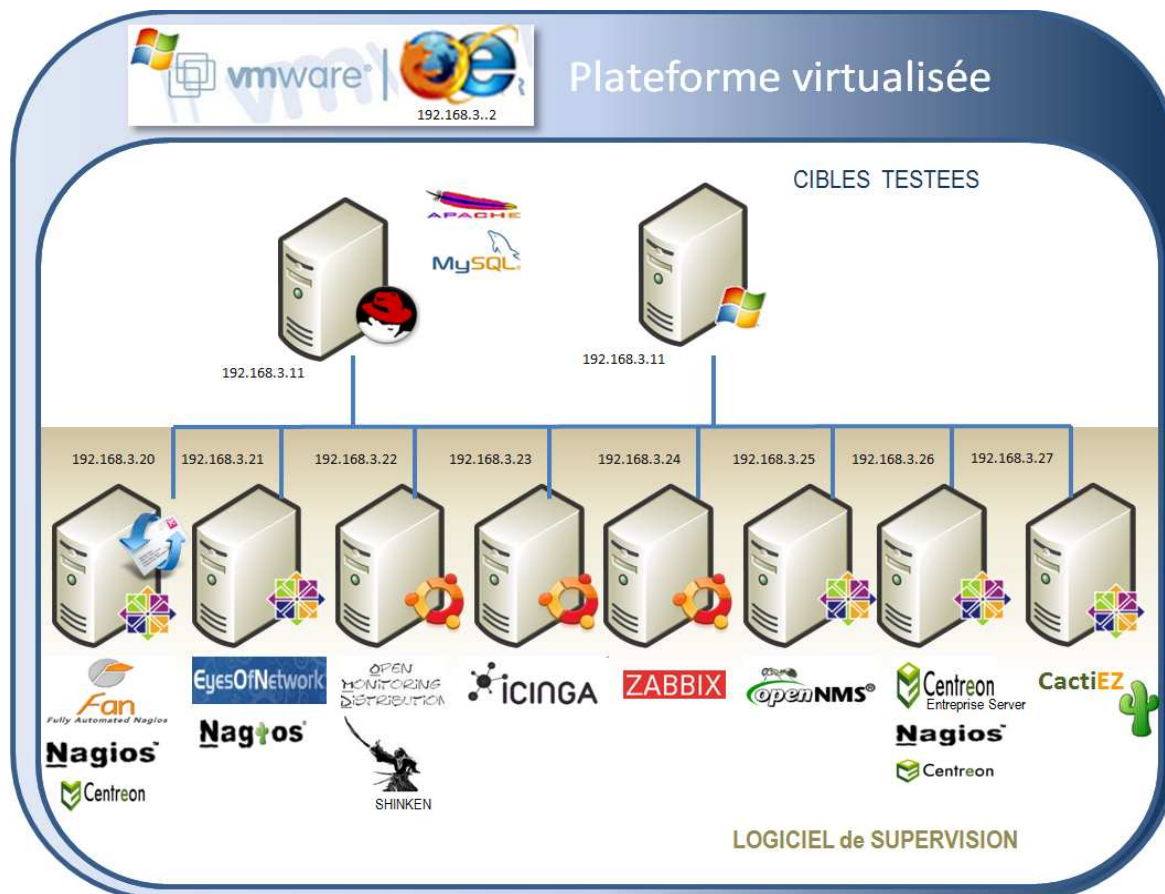 vmware®
192.168.3..2
Plateforme virtualisée
CIBLES TESTEES
APACHE
MySQL®
192.168.3.11
192.168.3.11
192.168.3.20
192.168.3.21
192.168.3.22
192.168.3.23
192.168.3.24
192.168.3.25
192.168.3.26
192.168.3.27
Fan
Fully Automated Nagios
Nagios™
Centreon
EyesOfNetwork
Nagios®
OPEN
MONITORING
DISTRIBUTION
SHINKEN
iCINGA
ZABBIX
openNMS®
Centreon
Entreprise Server
Nagios™
Centreon
CactiEZ
LOGICIEL de SUPERVISION